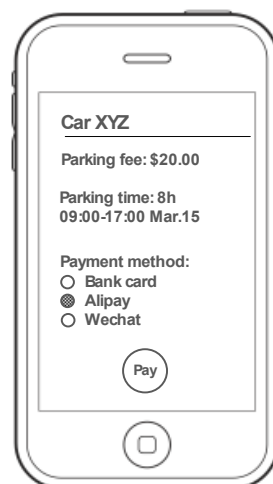 Car XYZ
Parking fee: $20.00
Parking time: 8h
09:00-17:00 Mar.15
Payment method:
Bank card
Alipay
Wechat
Pay